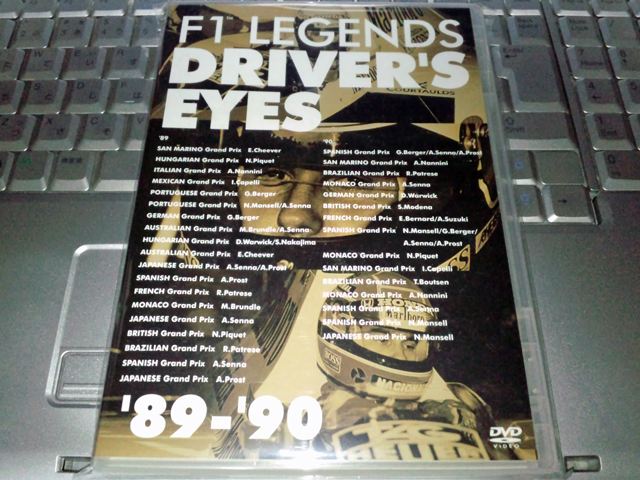 F1™ LEGENDS
DRIVER'S
EYES
'89
SAN MARINO Grand Prix E.Cheever
HUNGARIAN Grand Prix N.Piquet
ITALIAN Grand Prix A.Nannini
MEXICAN Grand Prix I.Capelli
PORTUGUESE Grand Prix G.Berger
PORTUGUESE Grand Prix N.Mansell/A.Senna
GERMAN Grand Prix G.Berger
AUSTRALIAN Grand Prix M.Brundle/A.Senna
HUNGARIAN Grand Prix D.Warwick/S.Nakajima
AUSTRALIAN Grand Prix E.Cheever
JAPANESE Grand Prix A.Senna/A.Prost
SPANISH Grand Prix A.Prost
FRENCH Grand Prix R.Patrese
MONACO Grand Prix M.Brundle
JAPANESE Grand Prix A.Senna
BRITISH Grand Prix N.Piquet
BRAZILIAN Grand Prix R.Patrese
SPANISH Grand Prix A.Senna
JAPANESE Grand Prix A.Prost
'90
SPANISH Grand Prix G.Berger/A.Senna/A.Prost
SAN MARINO Grand Prix A.Nannini
BRAZILIAN Grand Prix R.Patrese
MONACO Grand Prix A.Senna
GERMAN Grand Prix D.Warwick
BRITISH Grand Prix S.Modena
FRENCH Grand Prix E.Bernard/A.Suzuki
SPANISH Grand Prix N.Mansell/G.Berger/
A.Senna/A.Prost
MONACO Grand Prix N.Piquet
SAN MARINO Grand Prix I.Capelli
BRAZILIAN Grand Prix T.Boutsen
MONACO Grand Prix A.Nannini
SPANISH Grand Prix A.Senna
SPANISH Grand Prix N.Mansell
JAPANESE Grand Prix N.Mansell
'89-'90
COURTAULDS
Marlboro
BOSS
NACIONAL
DVD
VIDEO